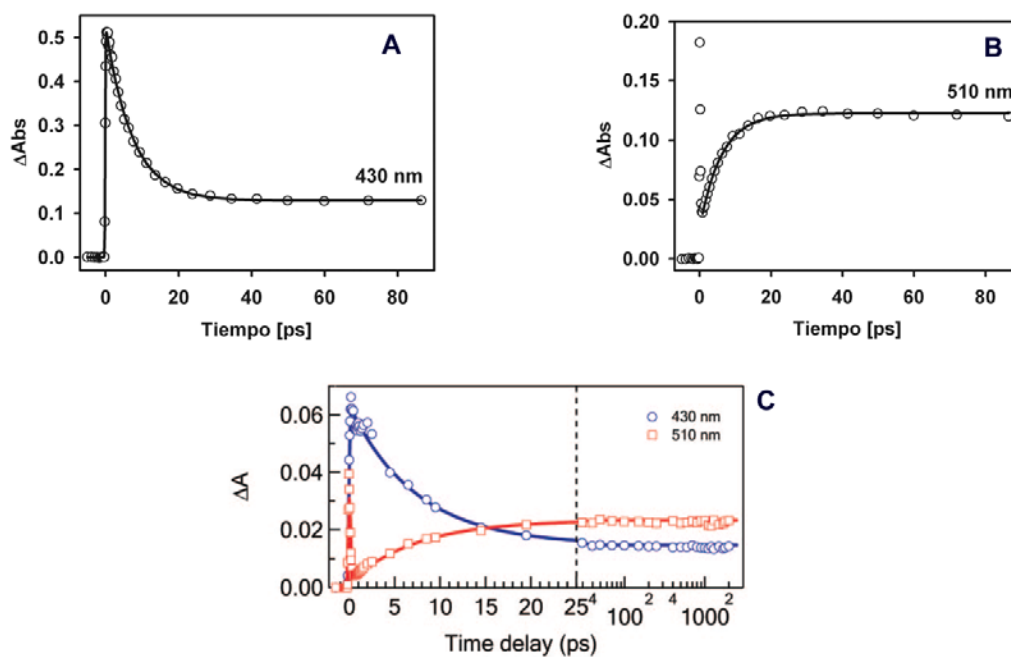 A
0.5
0.4
0.3
0.2
0.1
0.0
ΔAbs
430 nm
0 20 40 60 80
Tiempo [ps]
B
0.20
0.15
0.10
0.05
0.00
ΔAbs
510 nm
0 20 40 60 80
Tiempo [ps]
C
0.06
0.04
0.02
0.00
ΔA
430 nm
510 nm
0 5 10 15 20 25 4 100 2 4 1000 2
Time delay (ps)